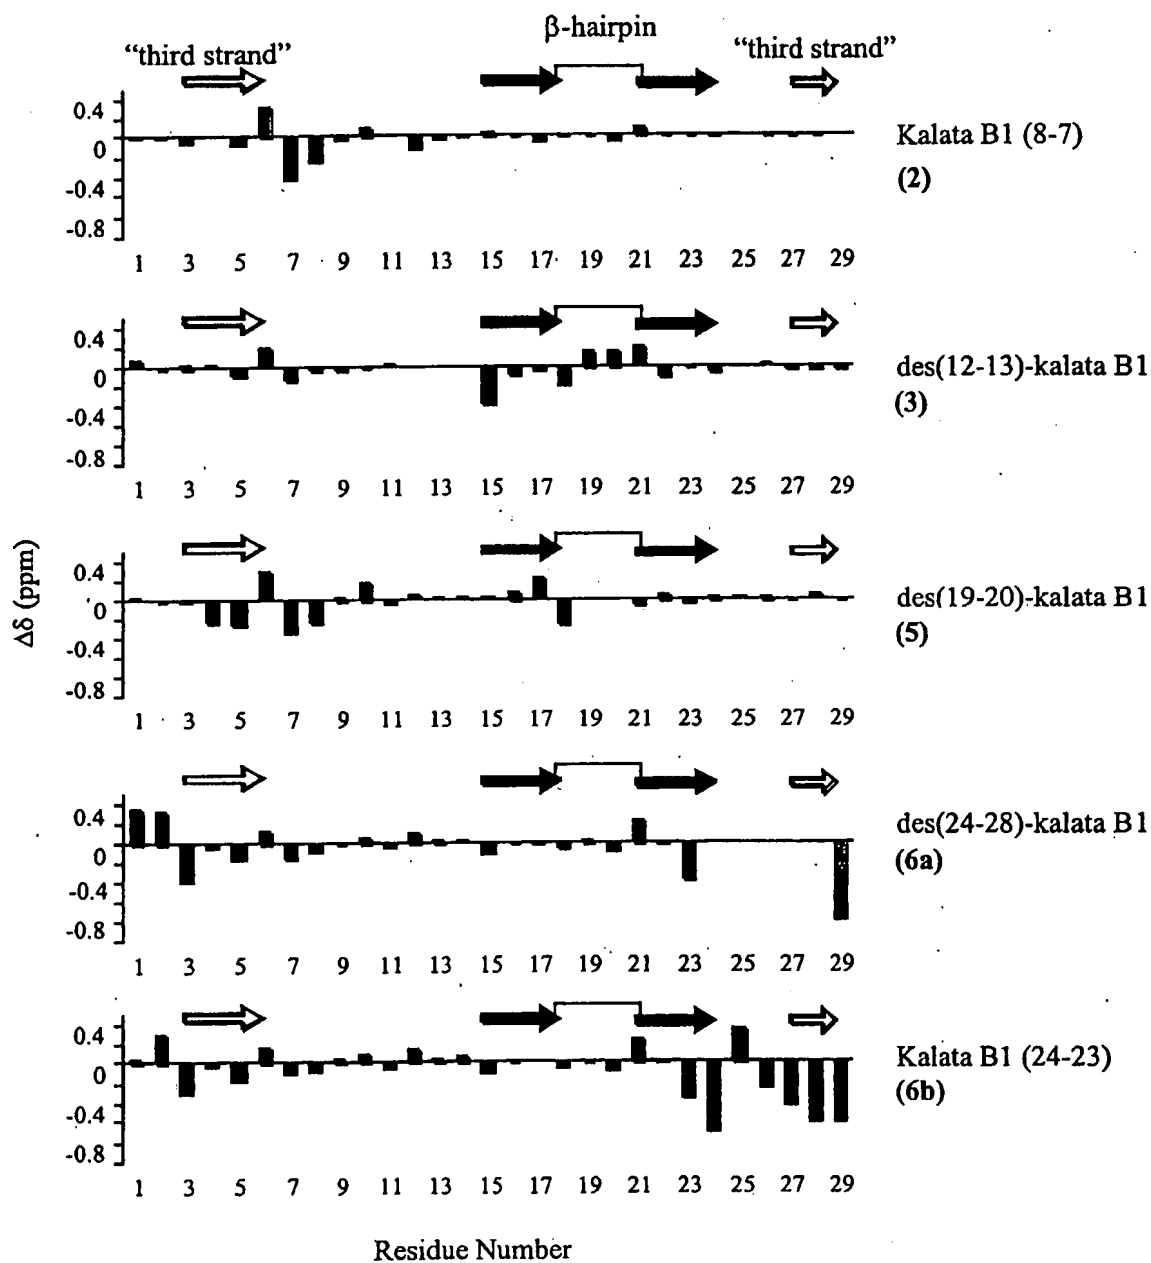 β-hairpin
“third strand” “third strand”
0.4
0
-0.4
-0.8
Kalata B1 (8-7)
(2)
1 3 5 7 9 11 13 15 17 19 21 23 25 27 29
0.4
0
-0.4
-0.8
des(12-13)-kalata B1
(3)
1 3 5 7 9 11 13 15 17 19 21 23 25 27 29
0.4
0
-0.4
-0.8
des(19-20)-kalata B1
(5)
1 3 5 7 9 11 13 15 17 19 21 23 25 27 29
Δδ (ppm)
0.4
0
-0.4
-0.8
des(24-28)-kalata B1
(6a)
1 3 5 7 9 11 13 15 17 19 21 23 25 27 29
0.4
0
-0.4
-0.8
Kalata B1 (24-23)
(6b)
1 3 5 7 9 11 13 15 17 19 21 23 25 27 29
Residue Number